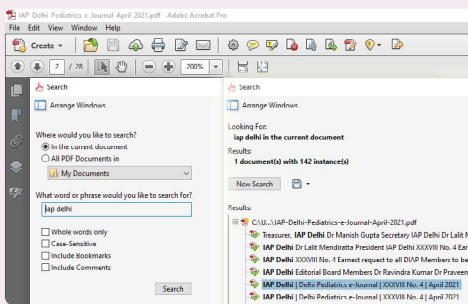 IAP Delhi Pediatrics e-Journal April 2021.pdf - Adobe Acrobat Pro
File Edit View Window Help
Create
2 / 28 200%
Search
Arrange Windows
Where would you like to search?
In the current document
All PDF Documents in
My Documents
What word or phrase would you like to search for?
iap delhi
Whole words only
Case-Sensitive
Include Bookmarks
Include Comments
Search
Search
Arrange Windows
Looking For:
iap delhi in the current document
Results:
1 document(s) with 142 instance(s)
New Search
Results:
C:\U...\IAP-Delhi-Pediatrics-e-Journal-April-2021.pdf
Treasurer, IAP Delhi Dr Manish Gupta Secretary IAP Delhi Dr Lalit M
IAP Delhi Dr Lalit Mendiratta President IAP Delhi XXXVIII No. 4 Ear
IAP Delhi XXXVIII No. 4 Earnest request to all DIAP Members to be
IAP Delhi Editorial Board Members Dr Ravindra Kumar Dr Praveen
IAP Delhi | Delhi Pediatrics e-Journal | XXXVIII No. 4 | April 2021
IAP Delhi | Delhi Pediatrics e-Journal | XXXVIII No. 4 | April 2021